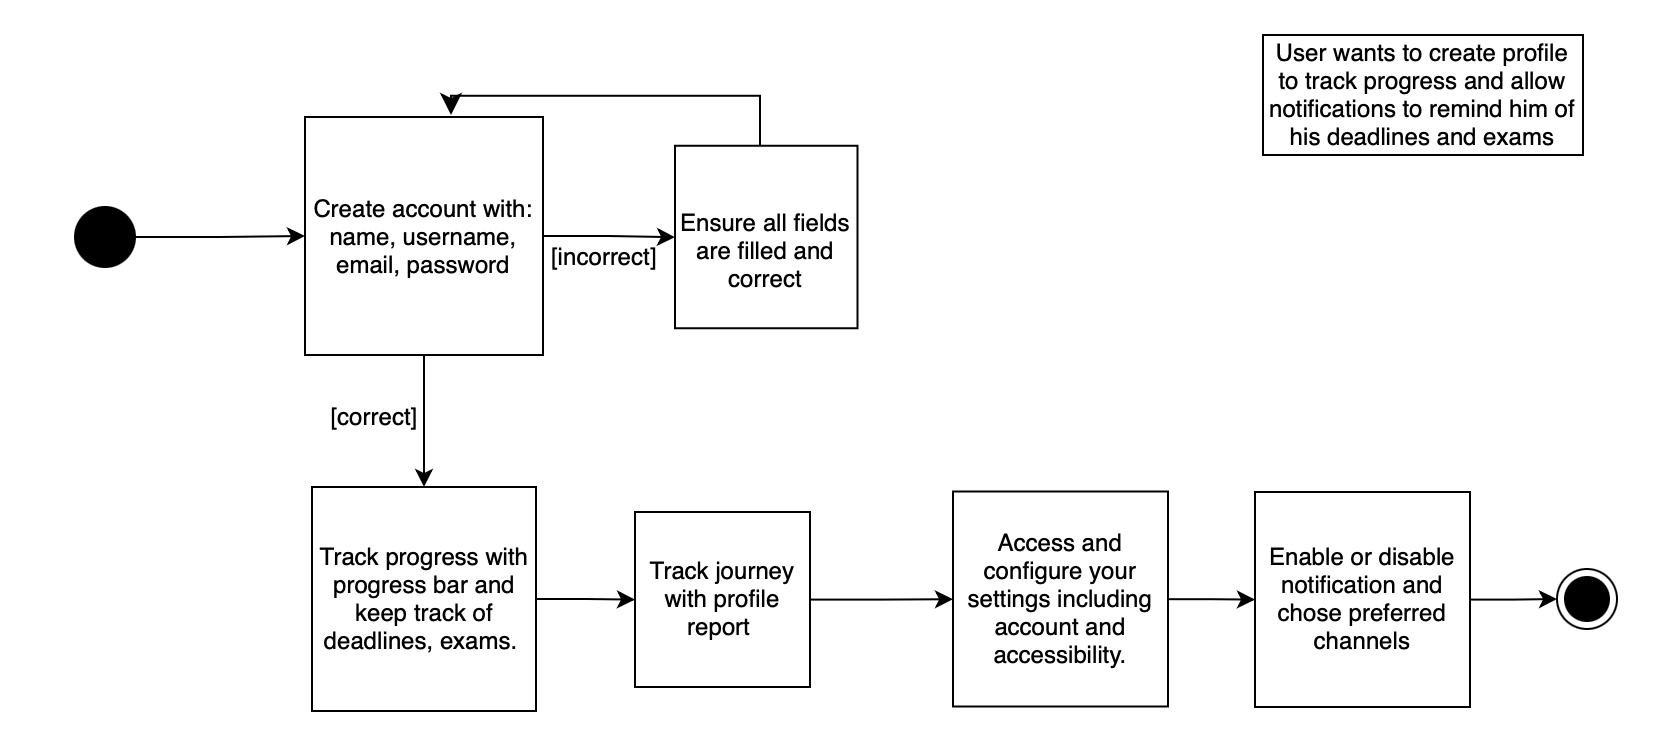 User wants to create profile
to track progress and allow
notifications to remind him of
his deadlines and exams
Create account with:
name, username,
email, password
[incorrect]
Ensure all fields
are filled and
correct
[correct]
Track progress with
progress bar and
keep track of
deadlines, exams.
Track journey
with profile
report
Access and
configure your
settings including
account and
accessibility.
Enable or disable
notification and
chose preferred
channels